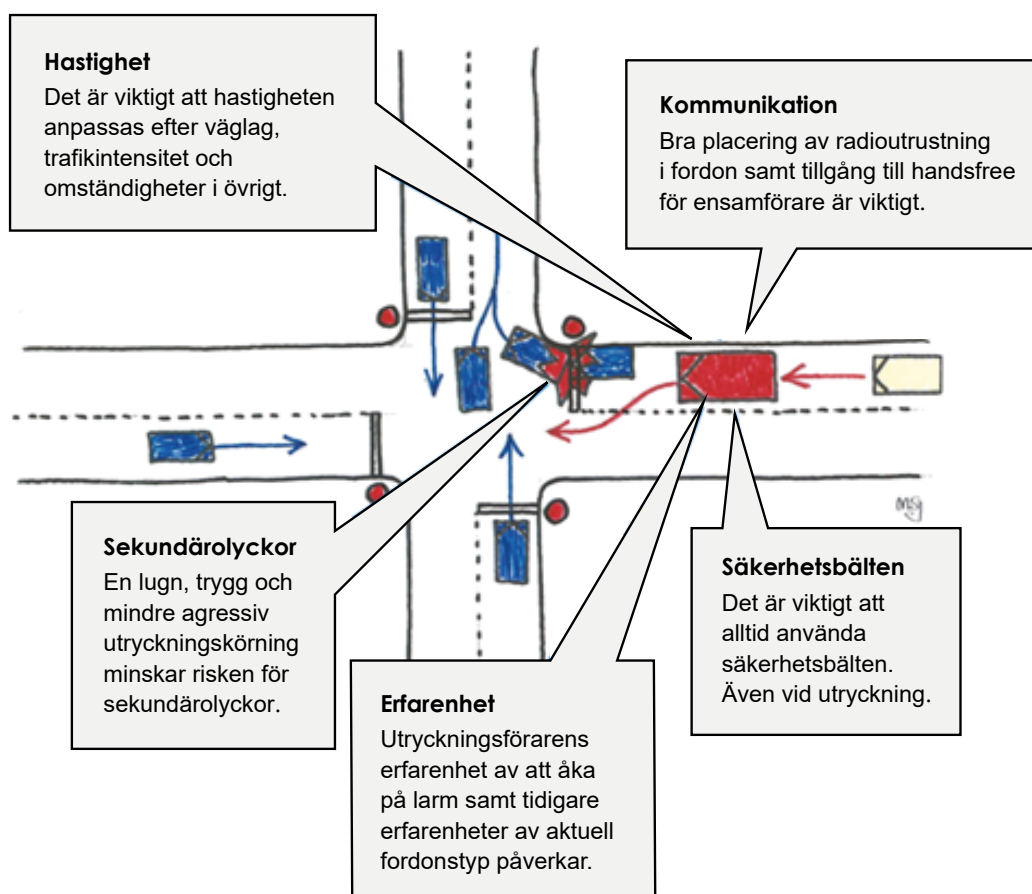 Hastighet
Det är viktigt att hastigheten
anpassas efter väglag,
trafikintensitet och
omständigheter i övrigt.
Kommunikation
Bra placering av radioutrustning
i fordon samt tillgång till handsfree
för ensamförare är viktigt.
Sekundärolyckor
En lugn, trygg och
mindre agressiv
utryckningskörning
minskar risken för
sekundärolyckor.
Erfarenhet
Utryckningsförarens
erfarenhet av att åka
på larm samt tidigare
erfarenheter av aktuell
fordonstyp påverkar.
Säkerhetsbälten
Det är viktigt att
alltid använda
säkerhetsbälten.
Även vid utryckning.